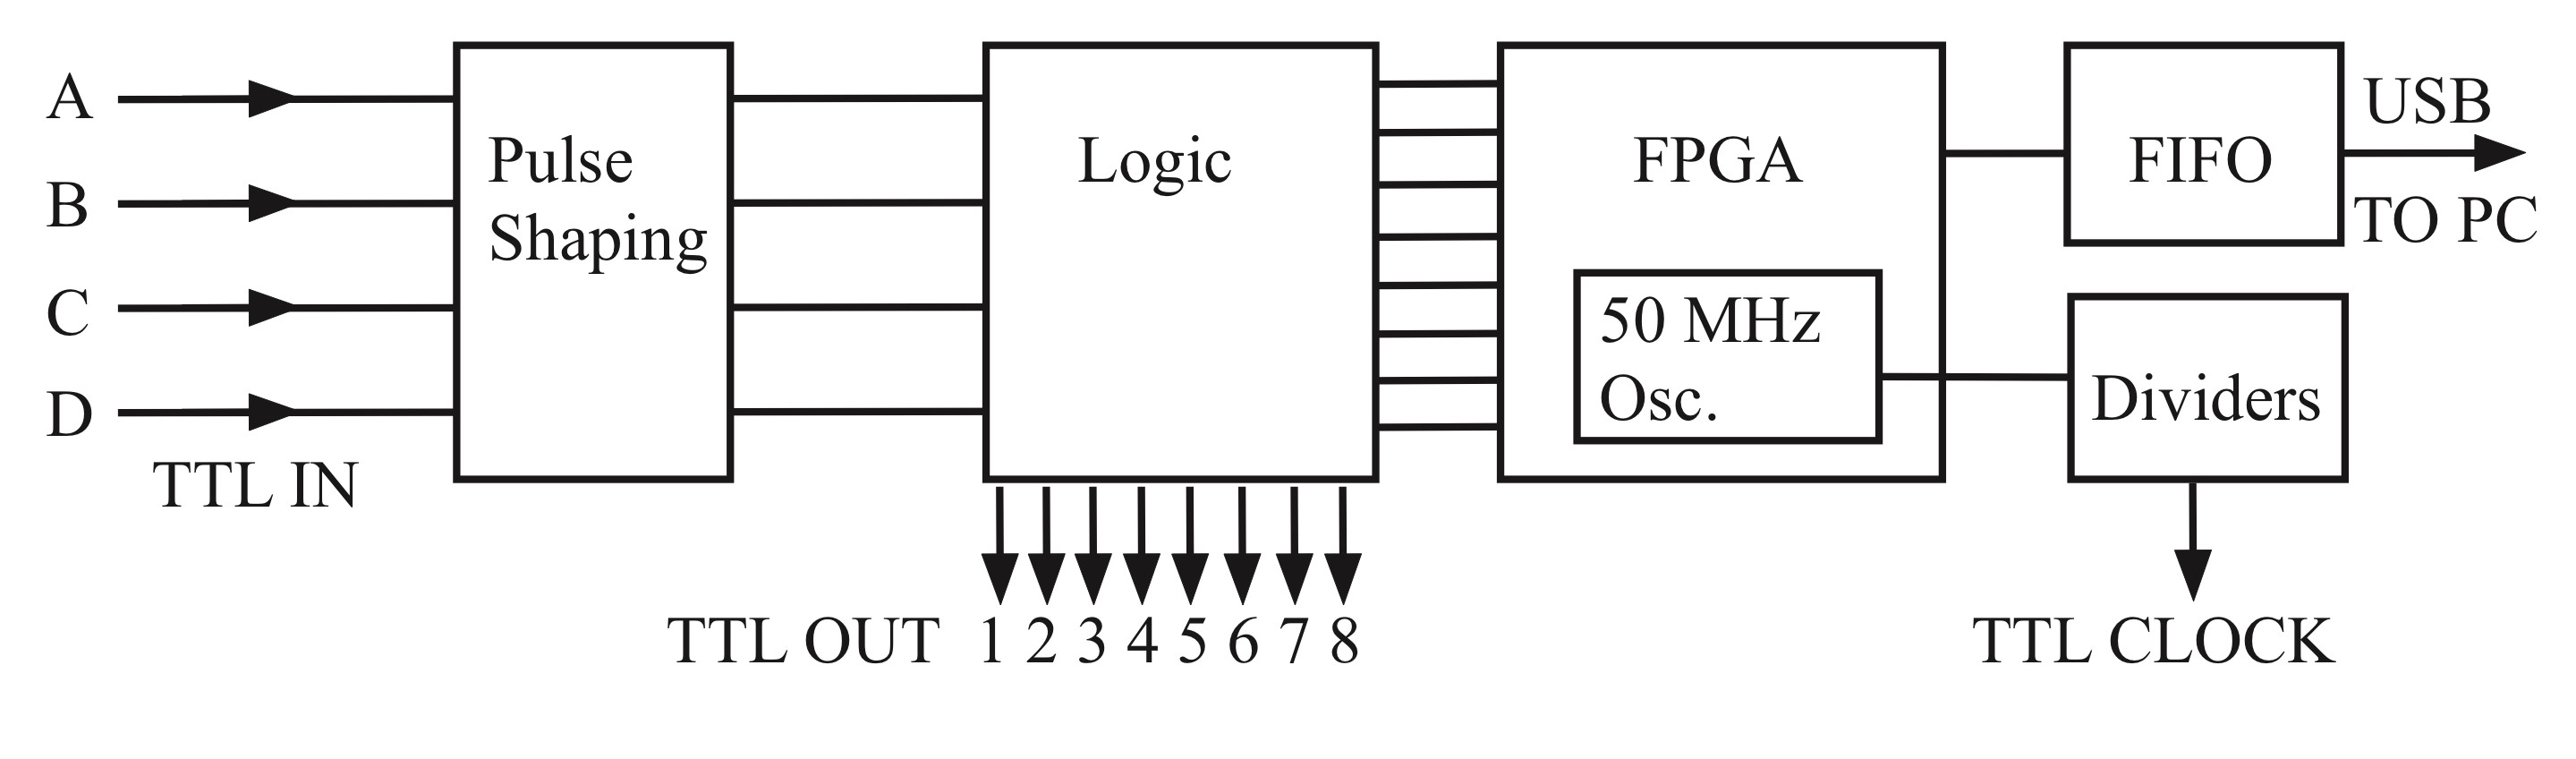 A
B
C
D
TTL IN
Pulse
Shaping
Logic
TTL OUT 1 2 3 4 5 6 7 8
FPGA
50 MHz
Osc.
FIFO
USB
TO PC
Dividers
TTL CLOCK